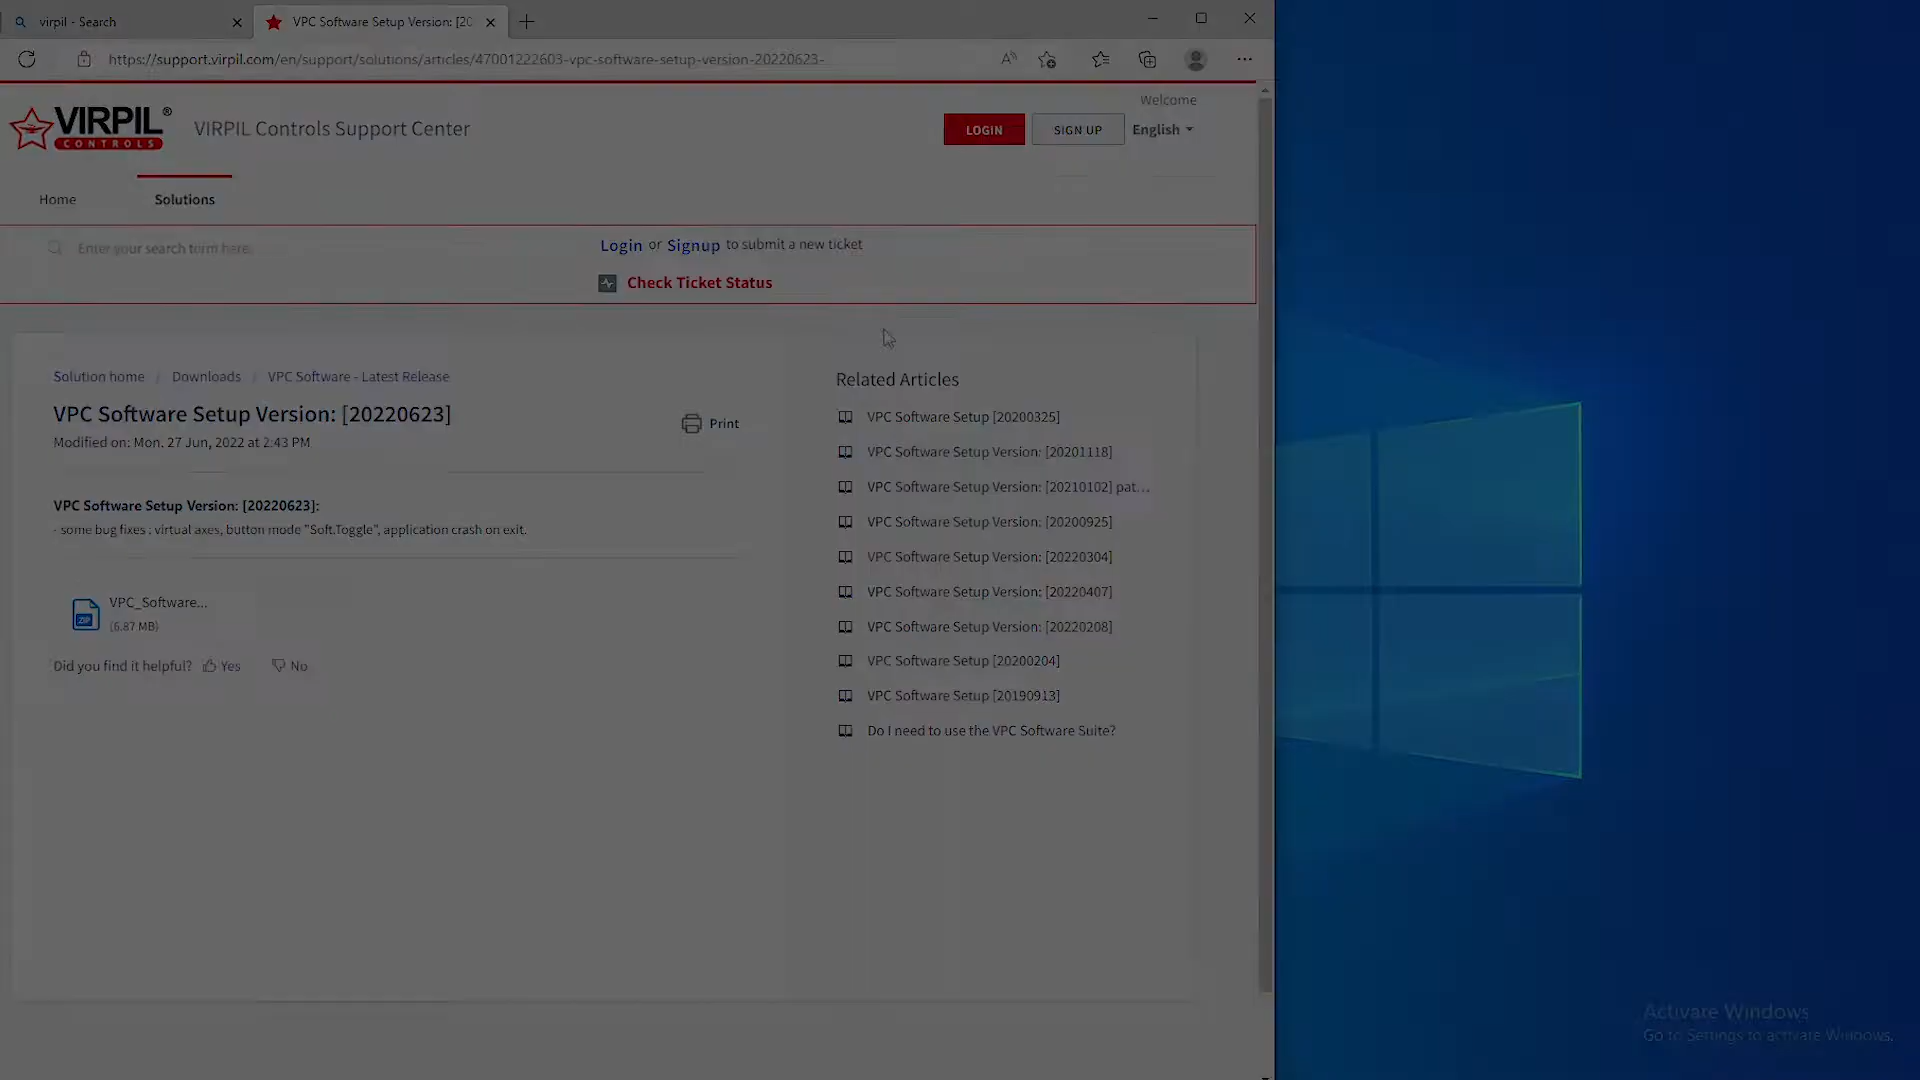 virpil - Search
VPC Software Setup Version: [20
https://support.virpil.com/en/support/solutions/articles/47001222603-vpc-software-setup-version-20220623-
Welcome
VIRPIL®
CONTROLS
VIRPIL Controls Support Center
LOGIN
SIGN UP
English
Home
Solutions
Enter your search term here.
Login or Signup to submit a new ticket
Check Ticket Status
Solution home / Downloads / VPC Software - Latest Release
VPC Software Setup Version: [20220623]
Print
Modified on: Mon. 27 Jun, 2022 at 2:43 PM
VPC Software Setup Version: [20220623]:
- some bug fixes : virtual axes, button mode "Soft.Toggle", application crash on exit.
ZIP
VPC_Software...
(6.87 MB)
Did you find it helpful? Yes No
Related Articles
VPC Software Setup [20200325]
VPC Software Setup Version: [20201118]
VPC Software Setup Version: [20210102] pat...
VPC Software Setup Version: [20200925]
VPC Software Setup Version: [20220304]
VPC Software Setup Version: [20220407]
VPC Software Setup Version: [20220208]
VPC Software Setup [20200204]
VPC Software Setup [20190913]
Do I need to use the VPC Software Suite?
Activate Windows
Go to Settings to activate Windows.